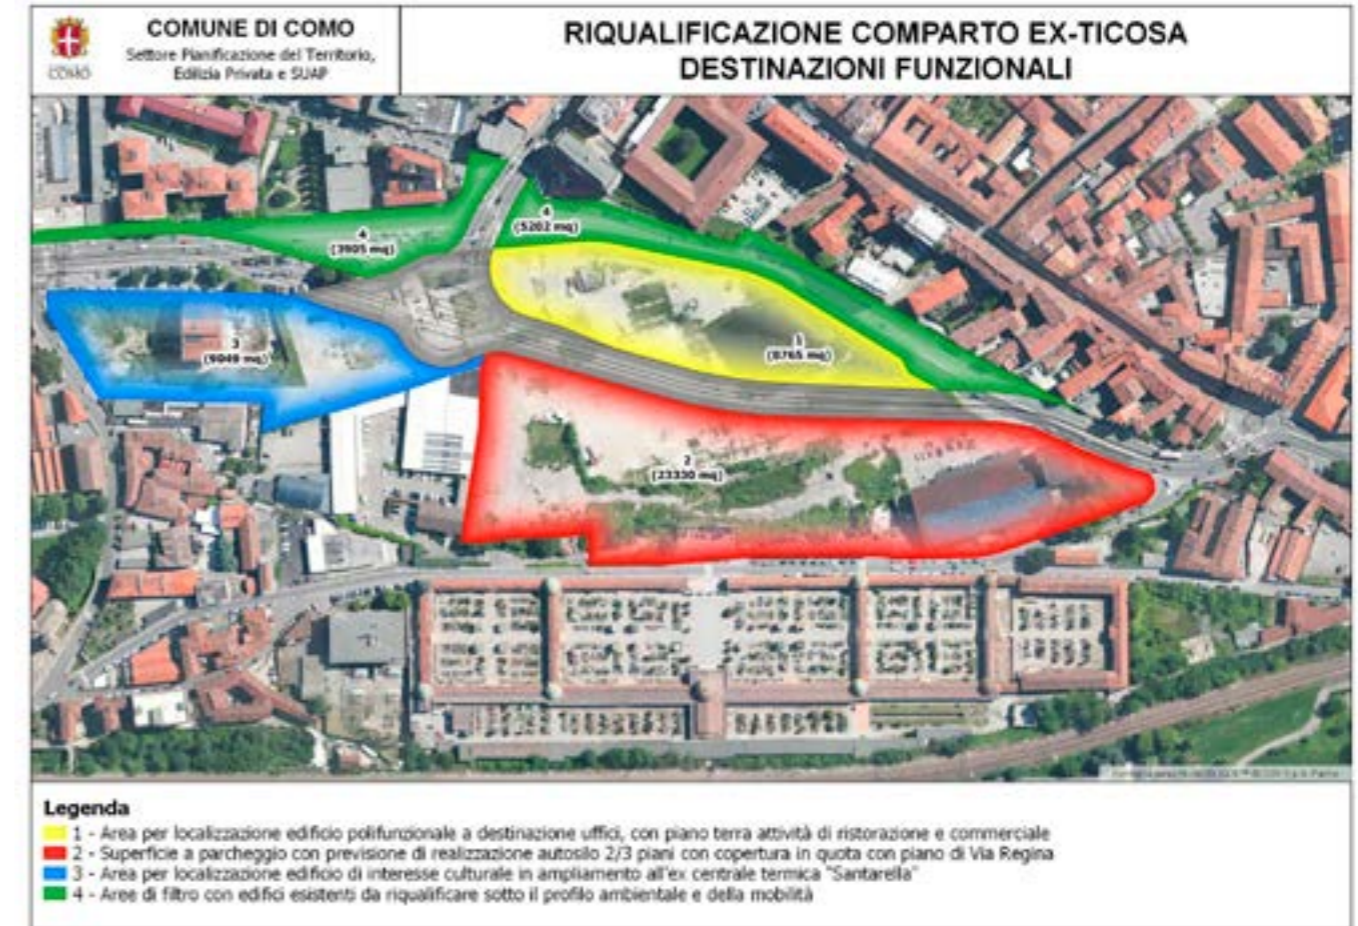 COMUNE DI COMO
Settore Pianificazione del Territorio,
Edilizia Privata e SUAP
COMO
RIQUALIFICAZIONE COMPARTO EX-TICOSA
DESTINAZIONI FUNZIONALI
4
(5202 mq)
4
(3905 mq)
3
(9049 mq)
1
(8765 mq)
2
(23330 mq)
Legenda
1 - Area per localizzazione edificio polifunzionale a destinazione uffici, con piano terra attività di ristorazione e commerciale
2 - Superficie a parcheggio con previsione di realizzazione autosilo 2/3 piani con copertura in quota con piano di Via Regina
3 - Area per localizzazione edificio di interesse culturale in ampliamento all'ex centrale termica "Santarella"
4 - Aree di filtro con edifici esistenti da riqualificare sotto il profilo ambientale e della mobilità